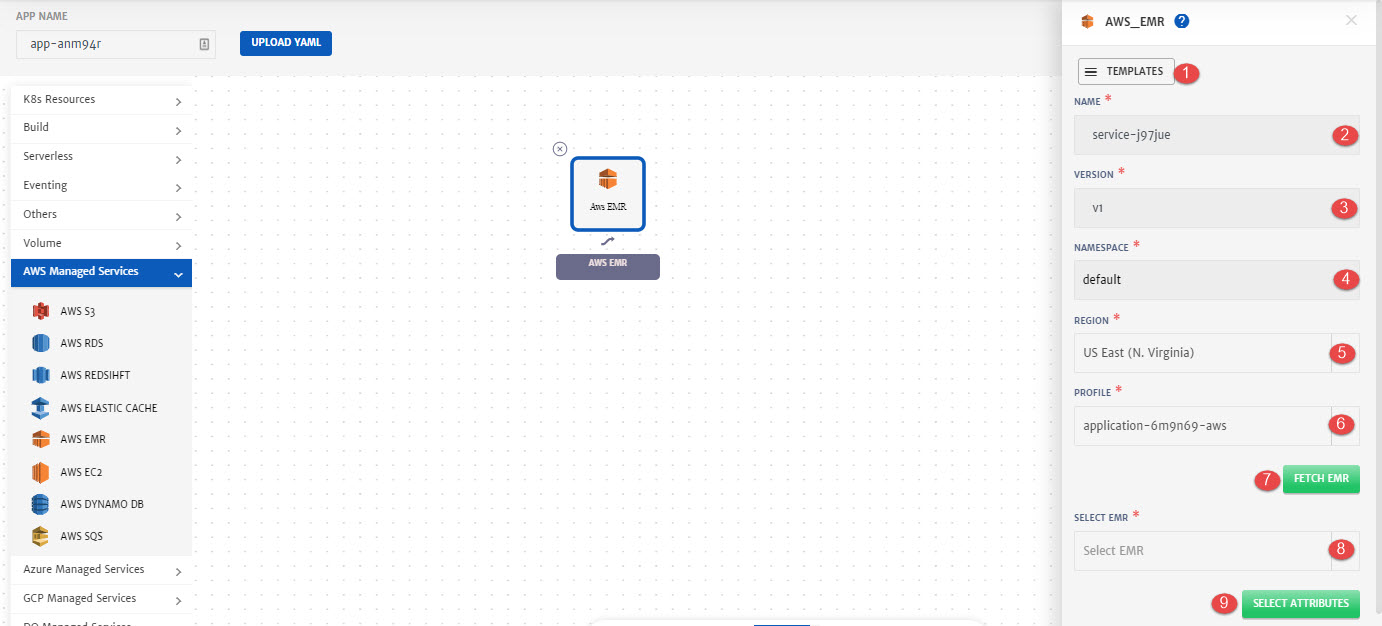 APP NAME
app-anm94r
UPLOAD YAML
K8s Resources
Build
Serverless
Eventing
Others
Volume
AWS Managed Services
AWS S3
AWS RDS
AWS REDSIHFT
AWS ELASTIC CACHE
AWS EMR
AWS EC2
AWS DYNAMO DB
AWS SQS
Azure Managed Services
GCP Managed Services
DO Managed Services
Aws EMR
AWS EMR
AWS_EMR ?
TEMPLATES 1
NAME *
service-j97jue 2
VERSION *
v1 3
NAMESPACE *
default 4
REGION *
US East (N. Virginia) 5
PROFILE *
application-6m9n69-aws 6
7 FETCH EMR
SELECT EMR *
Select EMR 8
9 SELECT ATTRIBUTES